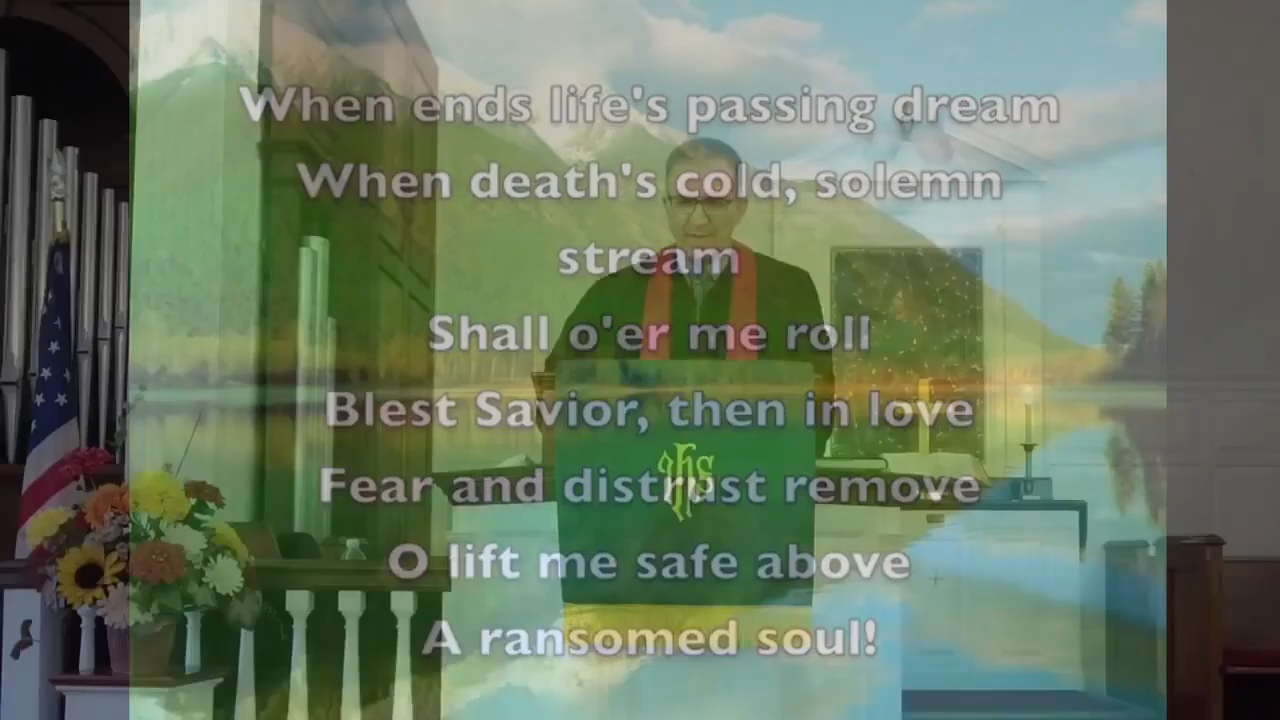 When ends life's passing dream
When death's cold, solemn
stream
Shall o'er me roll
Blest Savior, then in love
Fear and distrust remove
O lift me safe above
A ransomed soul!
IHS